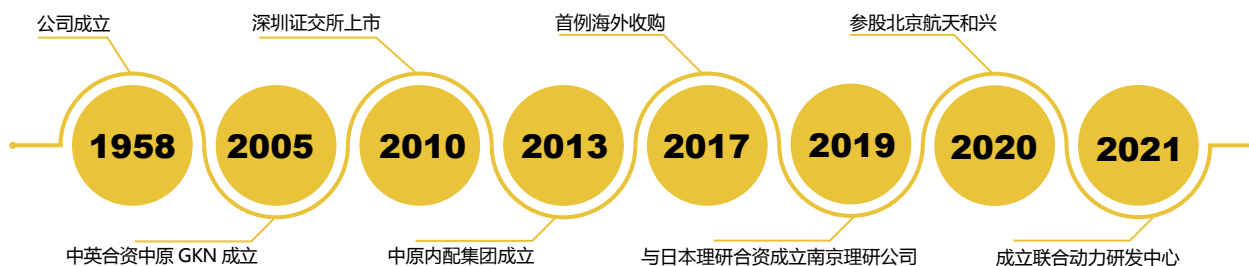 公司成立
深圳证交所上市
首例海外收购
参股北京航天和兴
1958
2005
2010
2013
2017
2019
2020
2021
中英合资中原 GKN 成立
中原内配集团成立
与日本理研合资成立南京理研公司
成立联合动力研发中心